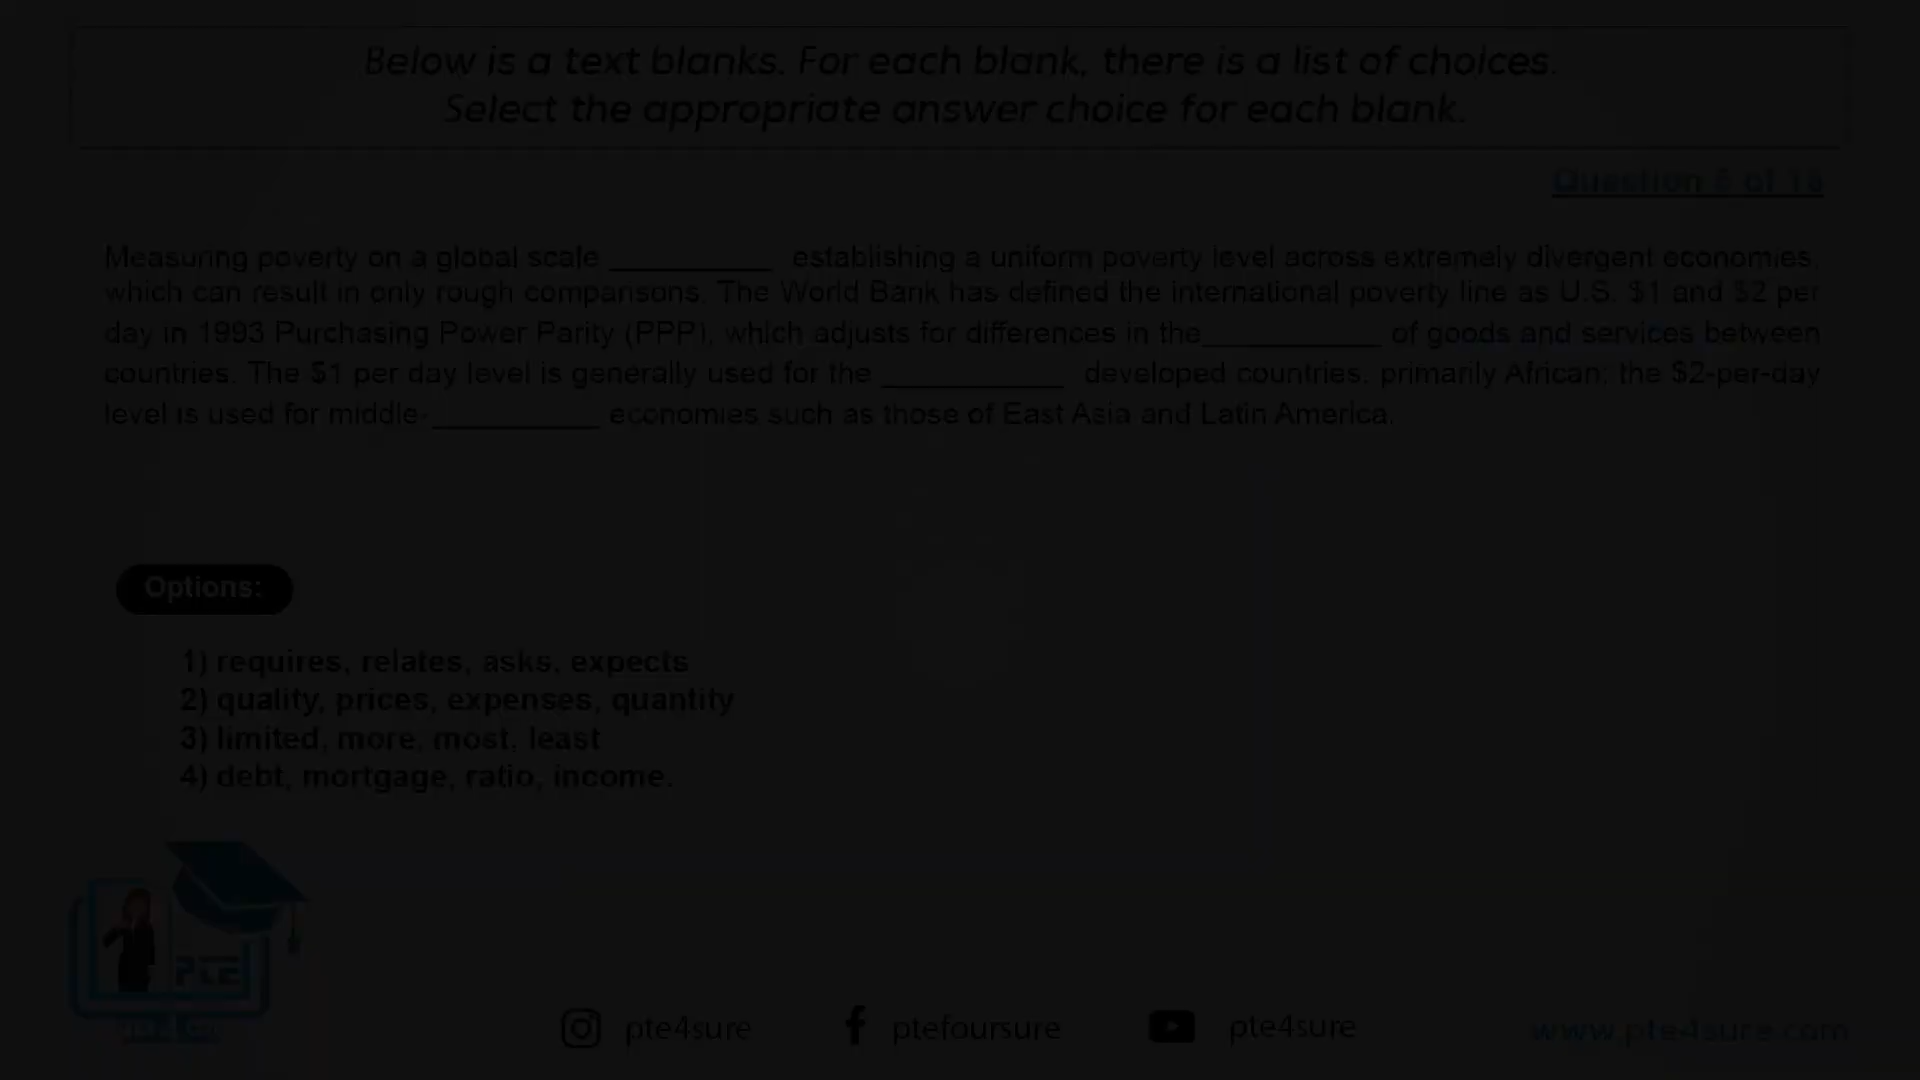 Below is a text blanks. For each blank, there is a list of choices.
Select the appropriate answer choice for each blank.
Question 5 of 15
Measuring poverty on a global scale __________ establishing a uniform poverty level across extremely divergent economies,
which can result in only rough comparisons. The World Bank has defined the international poverty line as U.S. $1 and $2 per
day in 1993 Purchasing Power Parity (PPP), which adjusts for differences in the___________ of goods and services between
countries. The $1 per day level is generally used for the ___________ developed countries, primarily African; the $2-per-day
level is used for middle-__________ economies such as those of East Asia and Latin America.
Options:
1) requires, relates, asks, expects
2) quality, prices, expenses, quantity
3) limited, more, most, least
4) debt, mortgage, ratio, income.
PTE
pte4sure ptefoursure pte4sure www.pte4sure.com